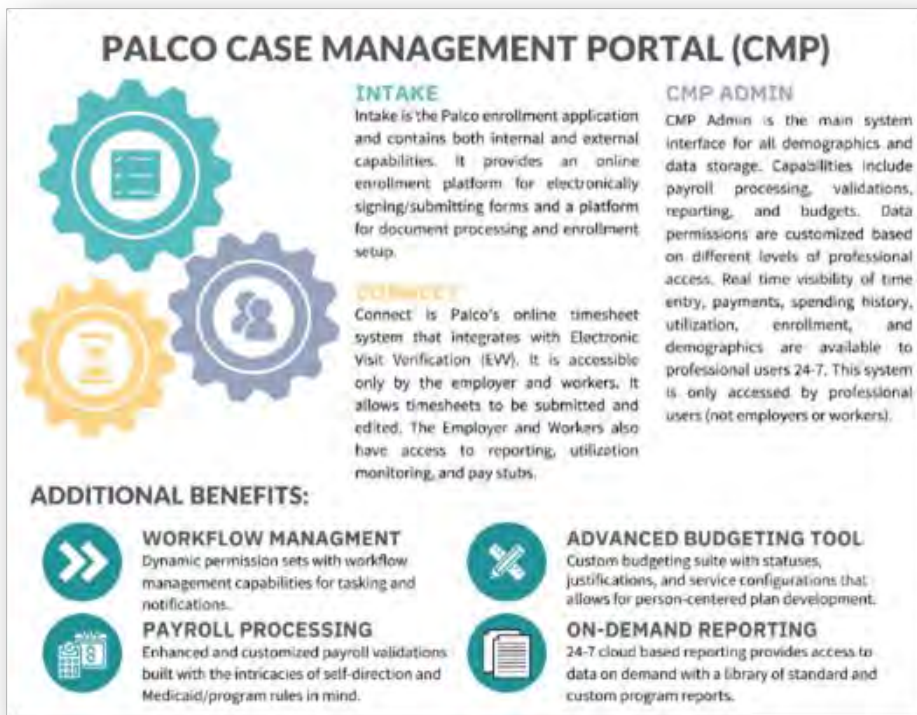 PALCO CASE MANAGEMENT PORTAL (CMP)
INTAKE
Intake is the Palco enrollment application
and contains both internal and external
capabilities. It provides an online
enrollment platform for electronically
signing/submitting forms and a platform
for document processing and enrollment
setup.
CONNECT
Connect is Palco's online timesheet
system that integrates with Electronic
Visit Verification (EVV). It is accessible
only by the employer and workers. It
allows timesheets to be submitted and
edited. The Employer and Workers also
have access to reporting, utilization
monitoring, and pay stubs.
CMP ADMIN
CMP Admin is the main system
interface for all demographics and
data storage. Capabilities include
payroll processing, validations,
reporting, and budgets. Data
permissions are customized based
on different levels of professional
access. Real time visibility of time
entry, payments, spending history,
utilization, enrollment, and
demographics are available to
professional users 24-7. This system
is only accessed by professional
users (not employers or workers).
ADDITIONAL BENEFITS:
WORKFLOW MANAGMENT
Dynamic permission sets with workflow
management capabilities for tasking and
notifications.
PAYROLL PROCESSING
Enhanced and customized payroll validations
built with the intricacies of self-direction and
Medicaid/program rules in mind.
ADVANCED BUDGETING TOOL
Custom budgeting suite with statuses,
justifications, and service configurations that
allows for person-centered plan development.
ON-DEMAND REPORTING
24-7 cloud based reporting provides access to
data on demand with a library of standard and
custom program reports.